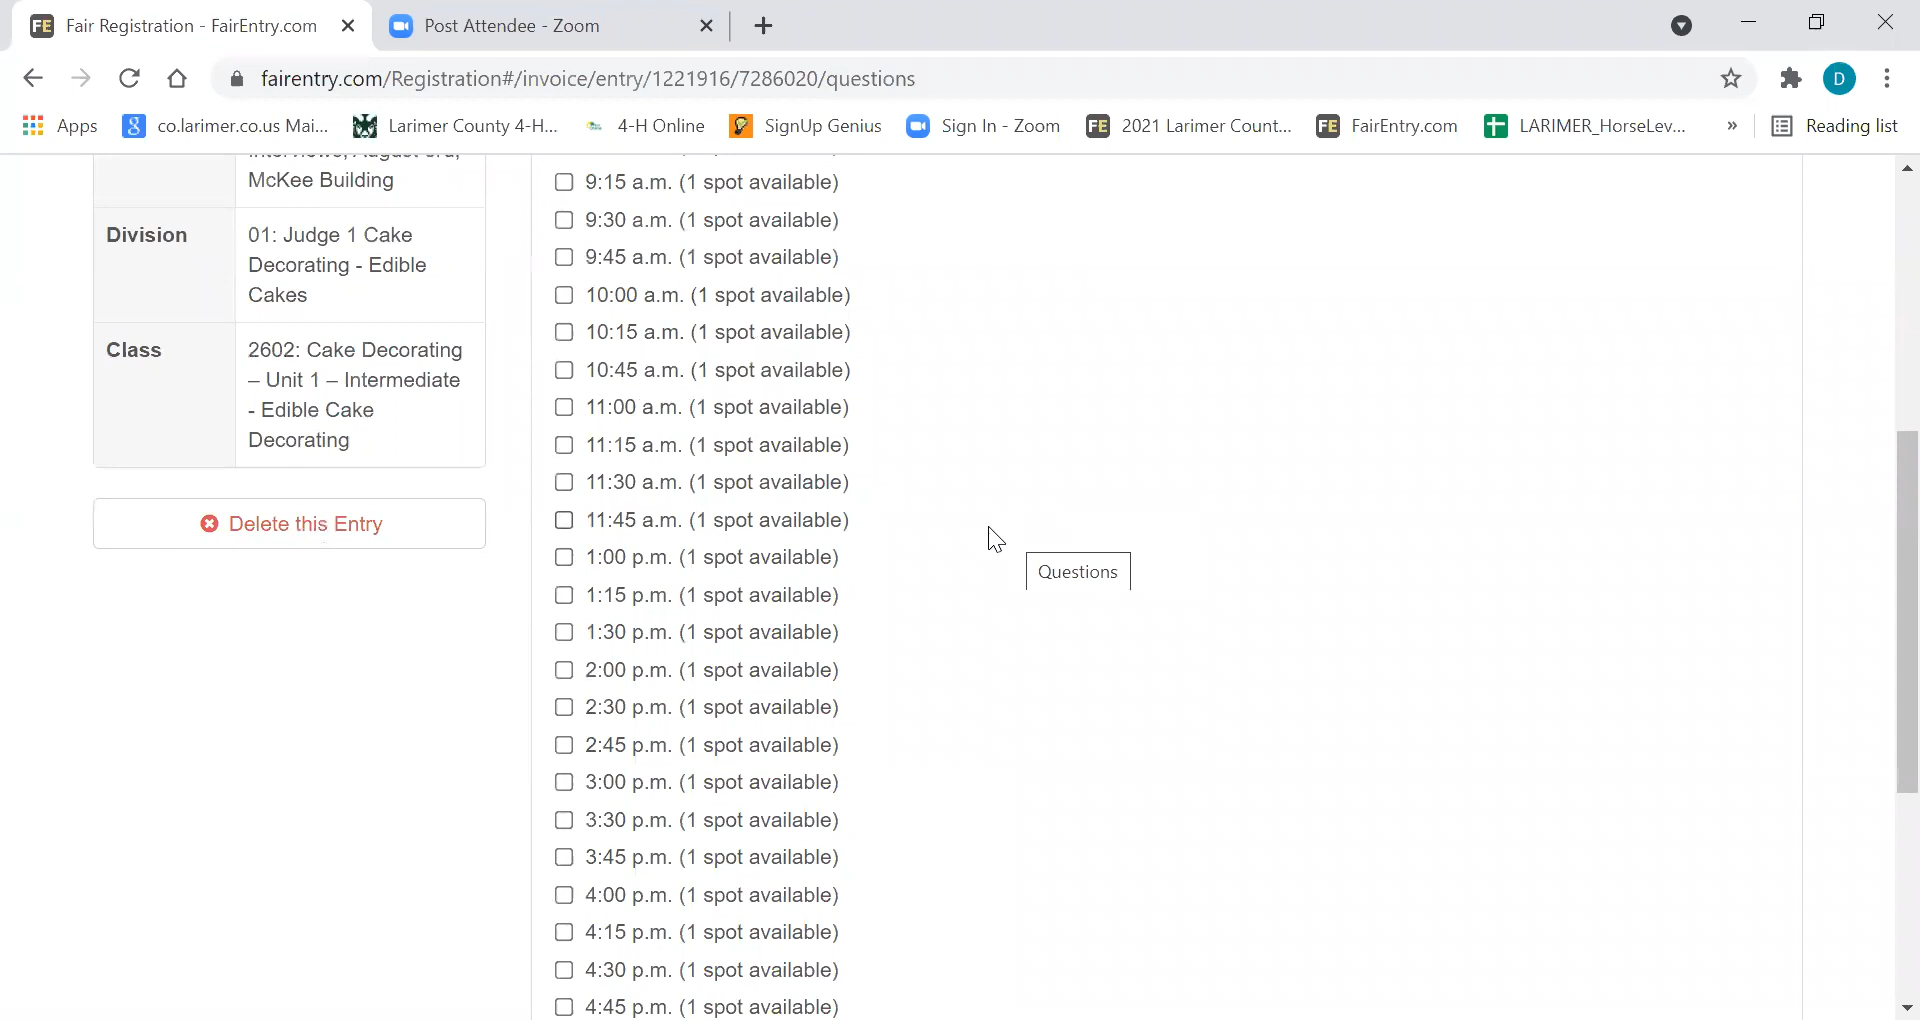 FE Fair Registration - FairEntry.com
Post Attendee - Zoom
fairentry.com/Registration#/invoice/entry/1221916/7286020/questions
D
Apps
co.larimer.co.us Mai...
Larimer County 4-H...
4-H Online
SignUp Genius
Sign In - Zoom
FE 2021 Larimer Count...
FE FairEntry.com
LARIMER_HorseLev...
»
Reading list
McKee Building
Division
01: Judge 1 Cake
Decorating - Edible
Cakes
Class
2602: Cake Decorating
– Unit 1 – Intermediate
- Edible Cake
Decorating
Delete this Entry
9:15 a.m. (1 spot available)
9:30 a.m. (1 spot available)
9:45 a.m. (1 spot available)
10:00 a.m. (1 spot available)
10:15 a.m. (1 spot available)
10:45 a.m. (1 spot available)
11:00 a.m. (1 spot available)
11:15 a.m. (1 spot available)
11:30 a.m. (1 spot available)
11:45 a.m. (1 spot available)
1:00 p.m. (1 spot available)
1:15 p.m. (1 spot available)
1:30 p.m. (1 spot available)
2:00 p.m. (1 spot available)
2:30 p.m. (1 spot available)
2:45 p.m. (1 spot available)
3:00 p.m. (1 spot available)
3:30 p.m. (1 spot available)
3:45 p.m. (1 spot available)
4:00 p.m. (1 spot available)
4:15 p.m. (1 spot available)
4:30 p.m. (1 spot available)
4:45 p.m. (1 spot available)
Questions